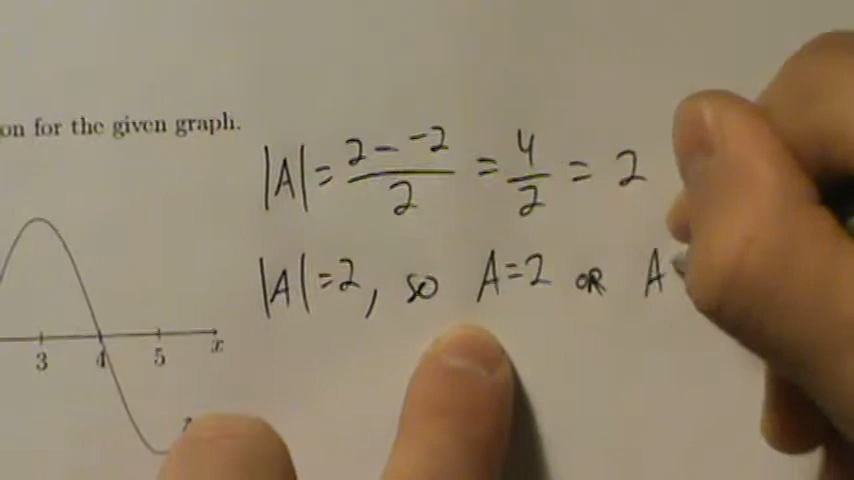 on for the given graph.
|A| = 2 - -2 / 2 = 4 / 2 = 2
|A| = 2, so A = 2 OR A
3 4 5 x